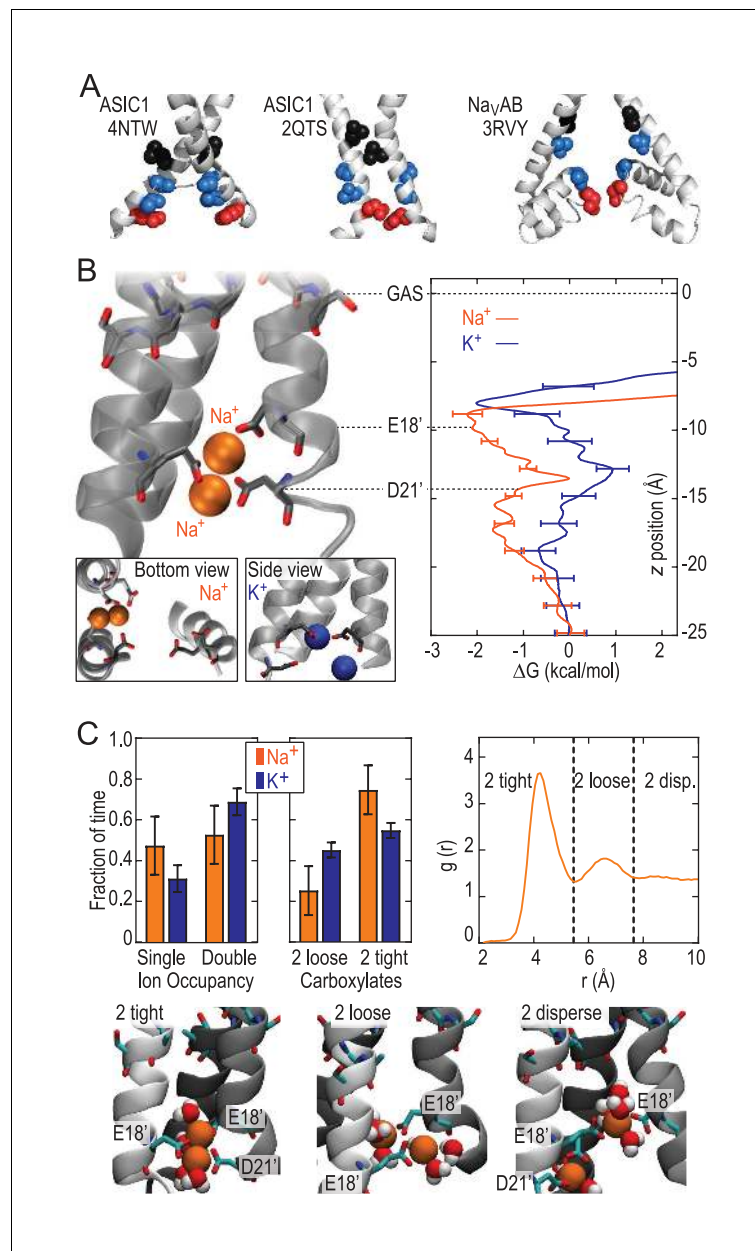 A
ASIC1
4NTW
ASIC1
2QTS
NaVAB
3RVY
B
GAS
E18'
D21'
Na+
Na+
Bottom view
Na+
Side view
K+
Na+
K+
0
-5
-10
-15
-20
-25
z position (Å)
-3 -2 -1 0 1 2
ΔG (kcal/mol)
C
1.0
0.8
0.6
0.4
0.2
0
Fraction of time
Na+
K+
Single Double
Ion Occupancy
2 loose 2 tight
Carboxylates
4
3
2
1
0
g (r)
2 tight
2 loose
2 disp.
2 4 6 8 10
r (Å)
2 tight
E18'
E18'
D21'
2 loose
E18'
E18'
2 disperse
E18'
E18'
D21'